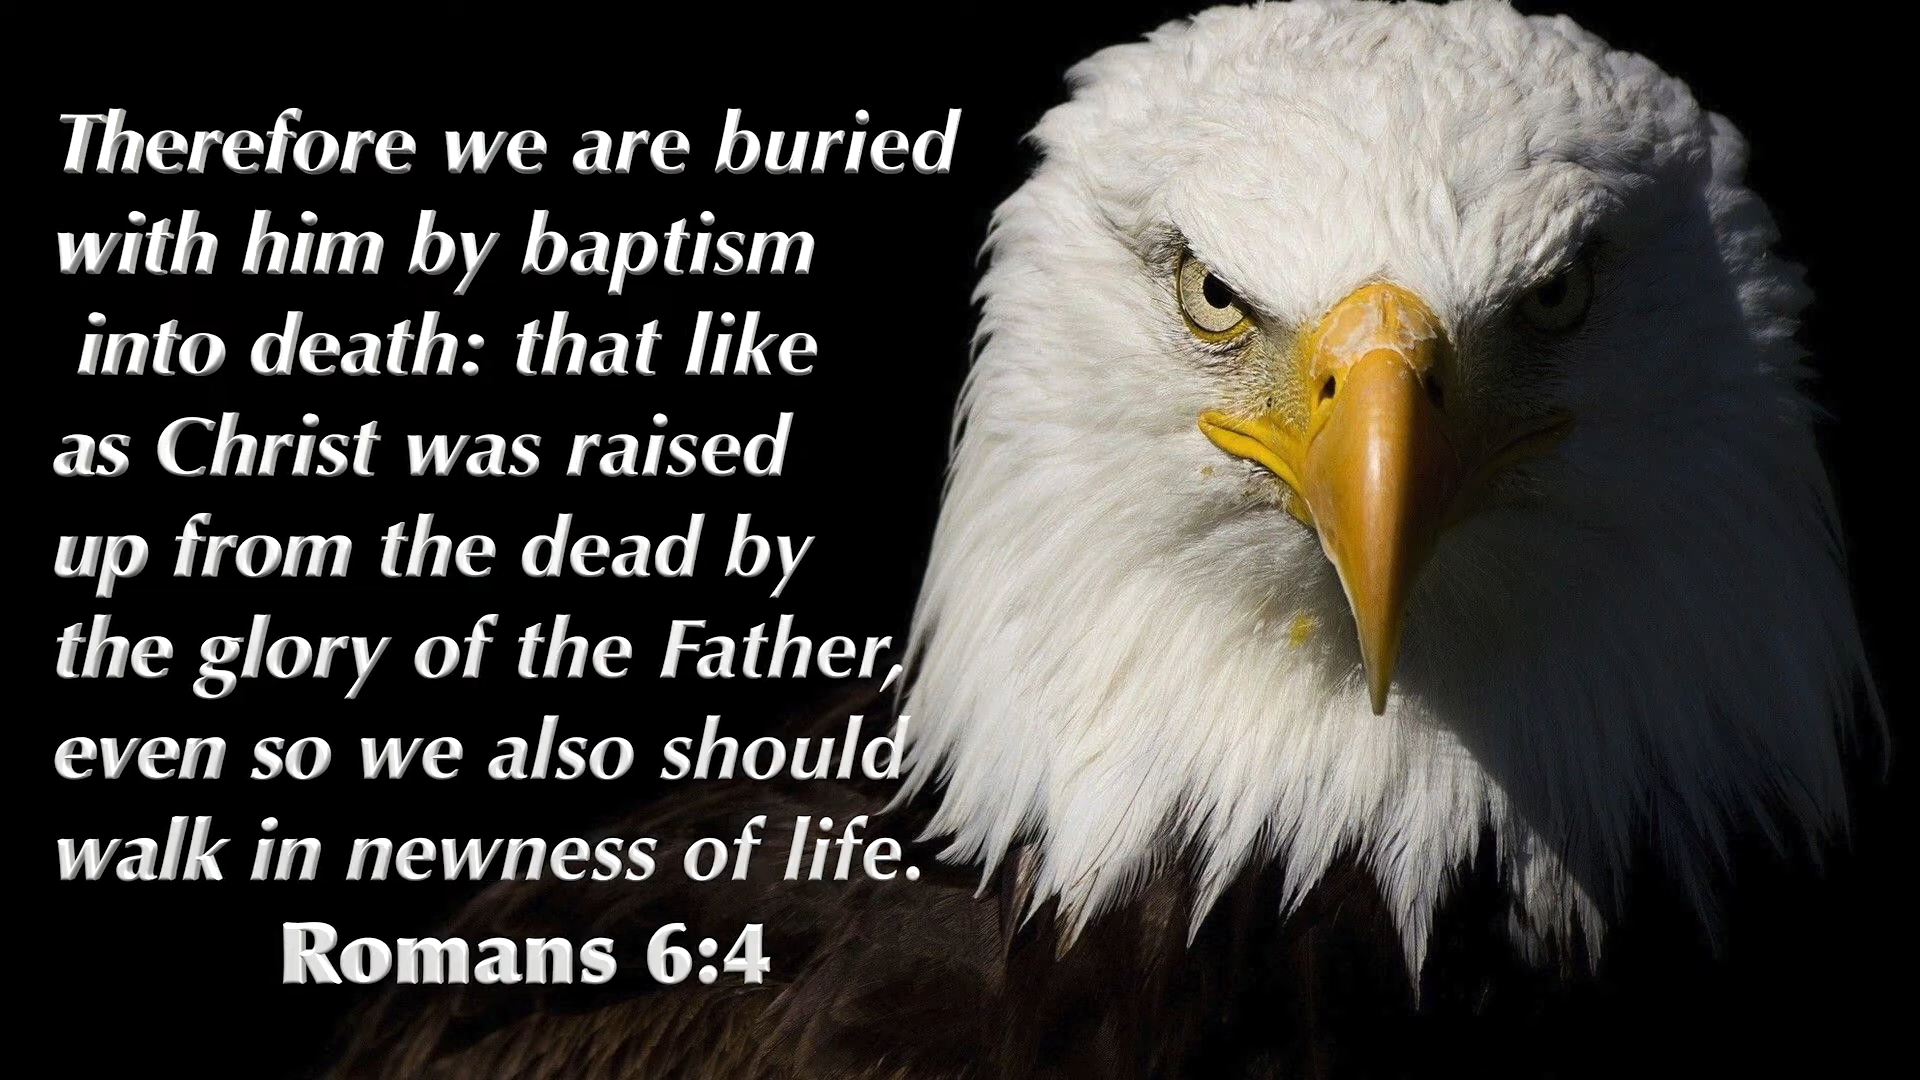 Therefore we are buried
with him by baptism
into death: that like
as Christ was raised
up from the dead by
the glory of the Father,
even so we also should
walk in newness of life.
Romans 6:4